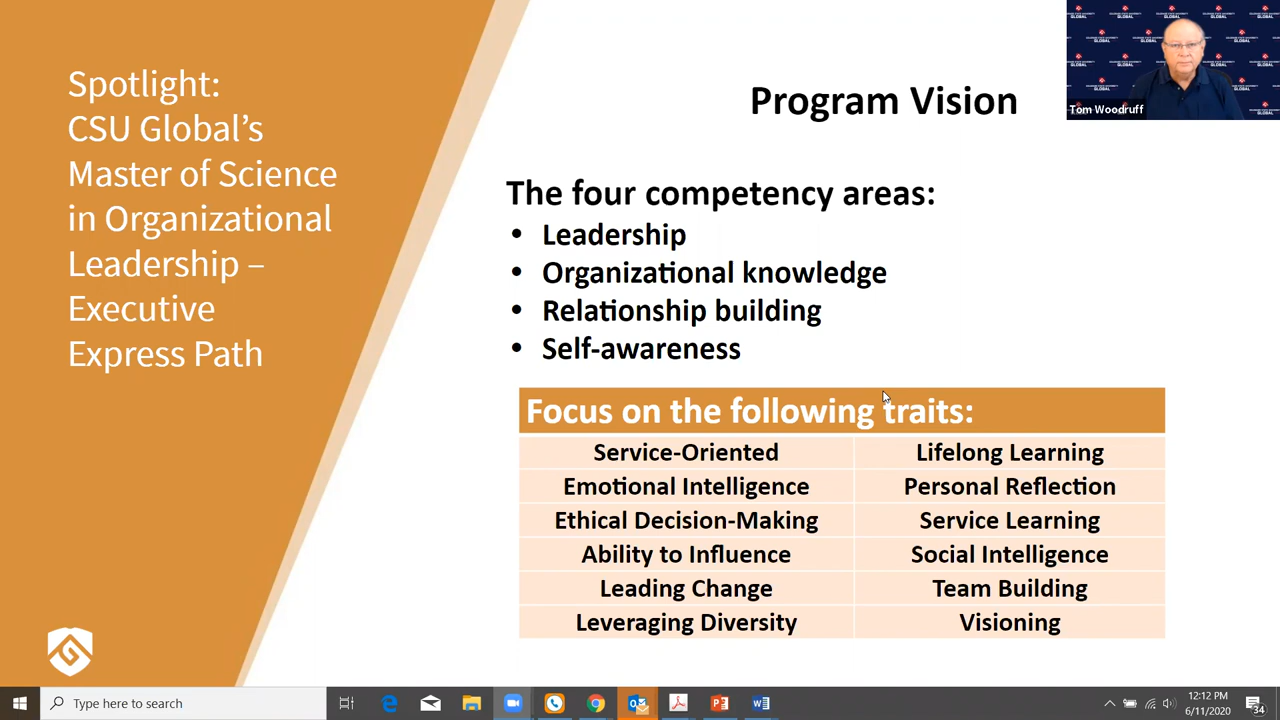 Spotlight:
CSU Global's
Master of Science
in Organizational
Leadership –
Executive
Express Path
Program Vision
Tom Woodruff
The four competency areas:
• Leadership
• Organizational knowledge
• Relationship building
• Self-awareness
Focus on the following traits:
Service-Oriented Lifelong Learning
Emotional Intelligence Personal Reflection
Ethical Decision-Making Service Learning
Ability to Influence Social Intelligence
Leading Change Team Building
Leveraging Diversity Visioning
Type here to search
12:12 PM
6/11/2020
34